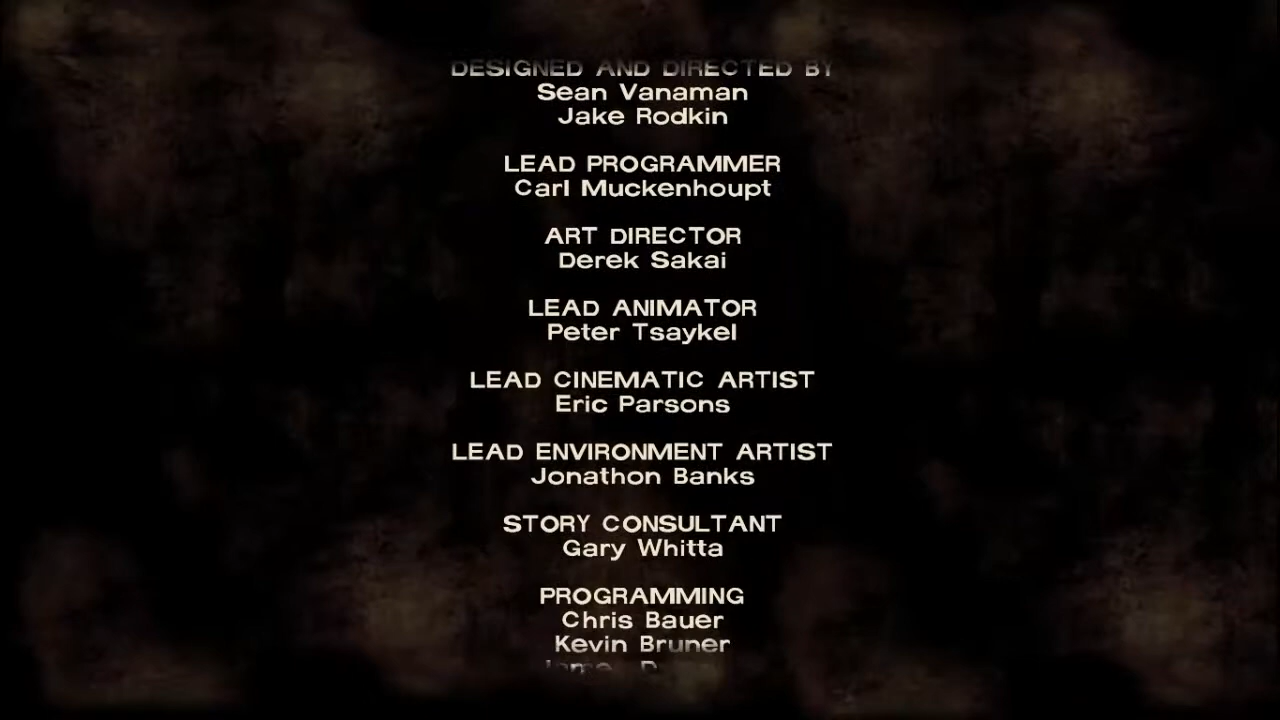 DESIGNED AND DIRECTED BY
Sean Vanaman
Jake Rodkin
LEAD PROGRAMMER
Carl Muckenhoupt
ART DIRECTOR
Derek Sakai
LEAD ANIMATOR
Peter Tsaykel
LEAD CINEMATIC ARTIST
Eric Parsons
LEAD ENVIRONMENT ARTIST
Jonathon Banks
STORY CONSULTANT
Gary Whitta
PROGRAMMING
Chris Bauer
Kevin Bruner